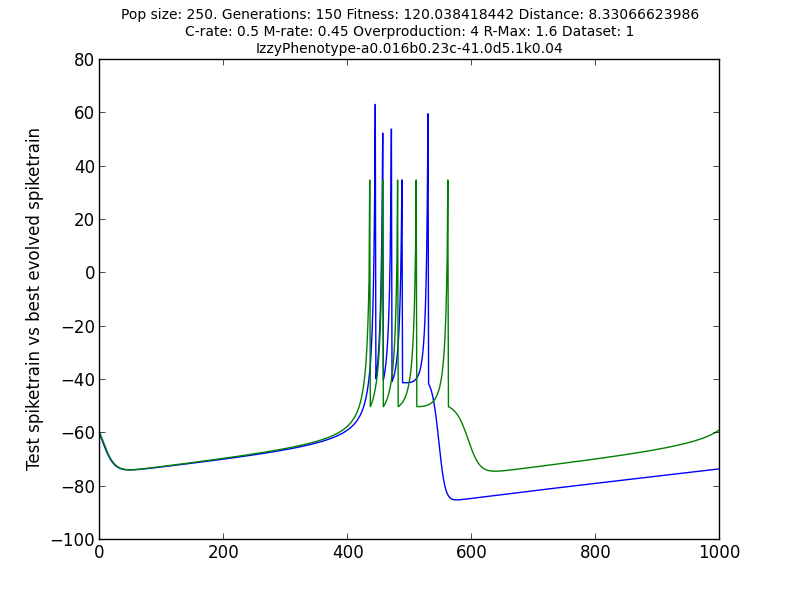 Pop size: 250. Generations: 150 Fitness: 120.038418442 Distance: 8.33066623986
C-rate: 0.5 M-rate: 0.45 Overproduction: 4 R-Max: 1.6 Dataset: 1
IzzyPhenotype-a0.016b0.23c-41.0d5.1k0.04
Test spiketrain vs best evolved spiketrain
80
60
40
20
0
−20
−40
−60
−80
−100
0 200 400 600 800 1000